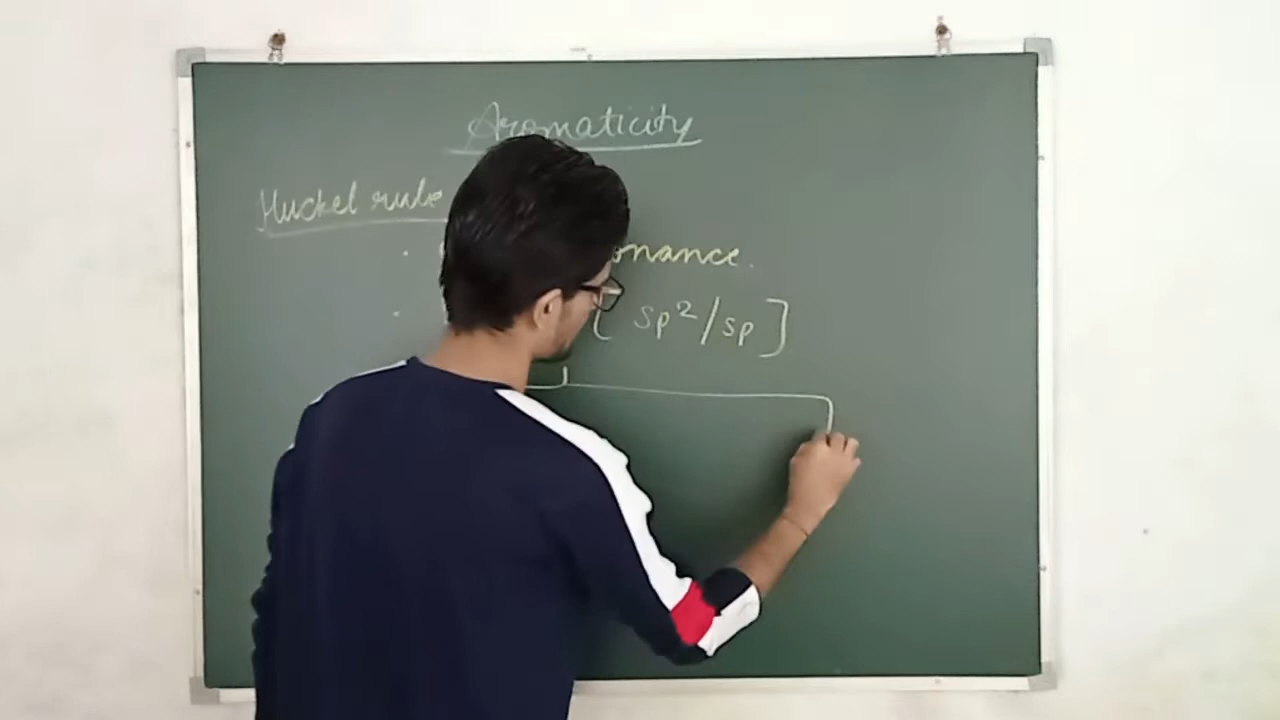 Aromaticity
Huckel rule
onance.
[ sp²/sp ]